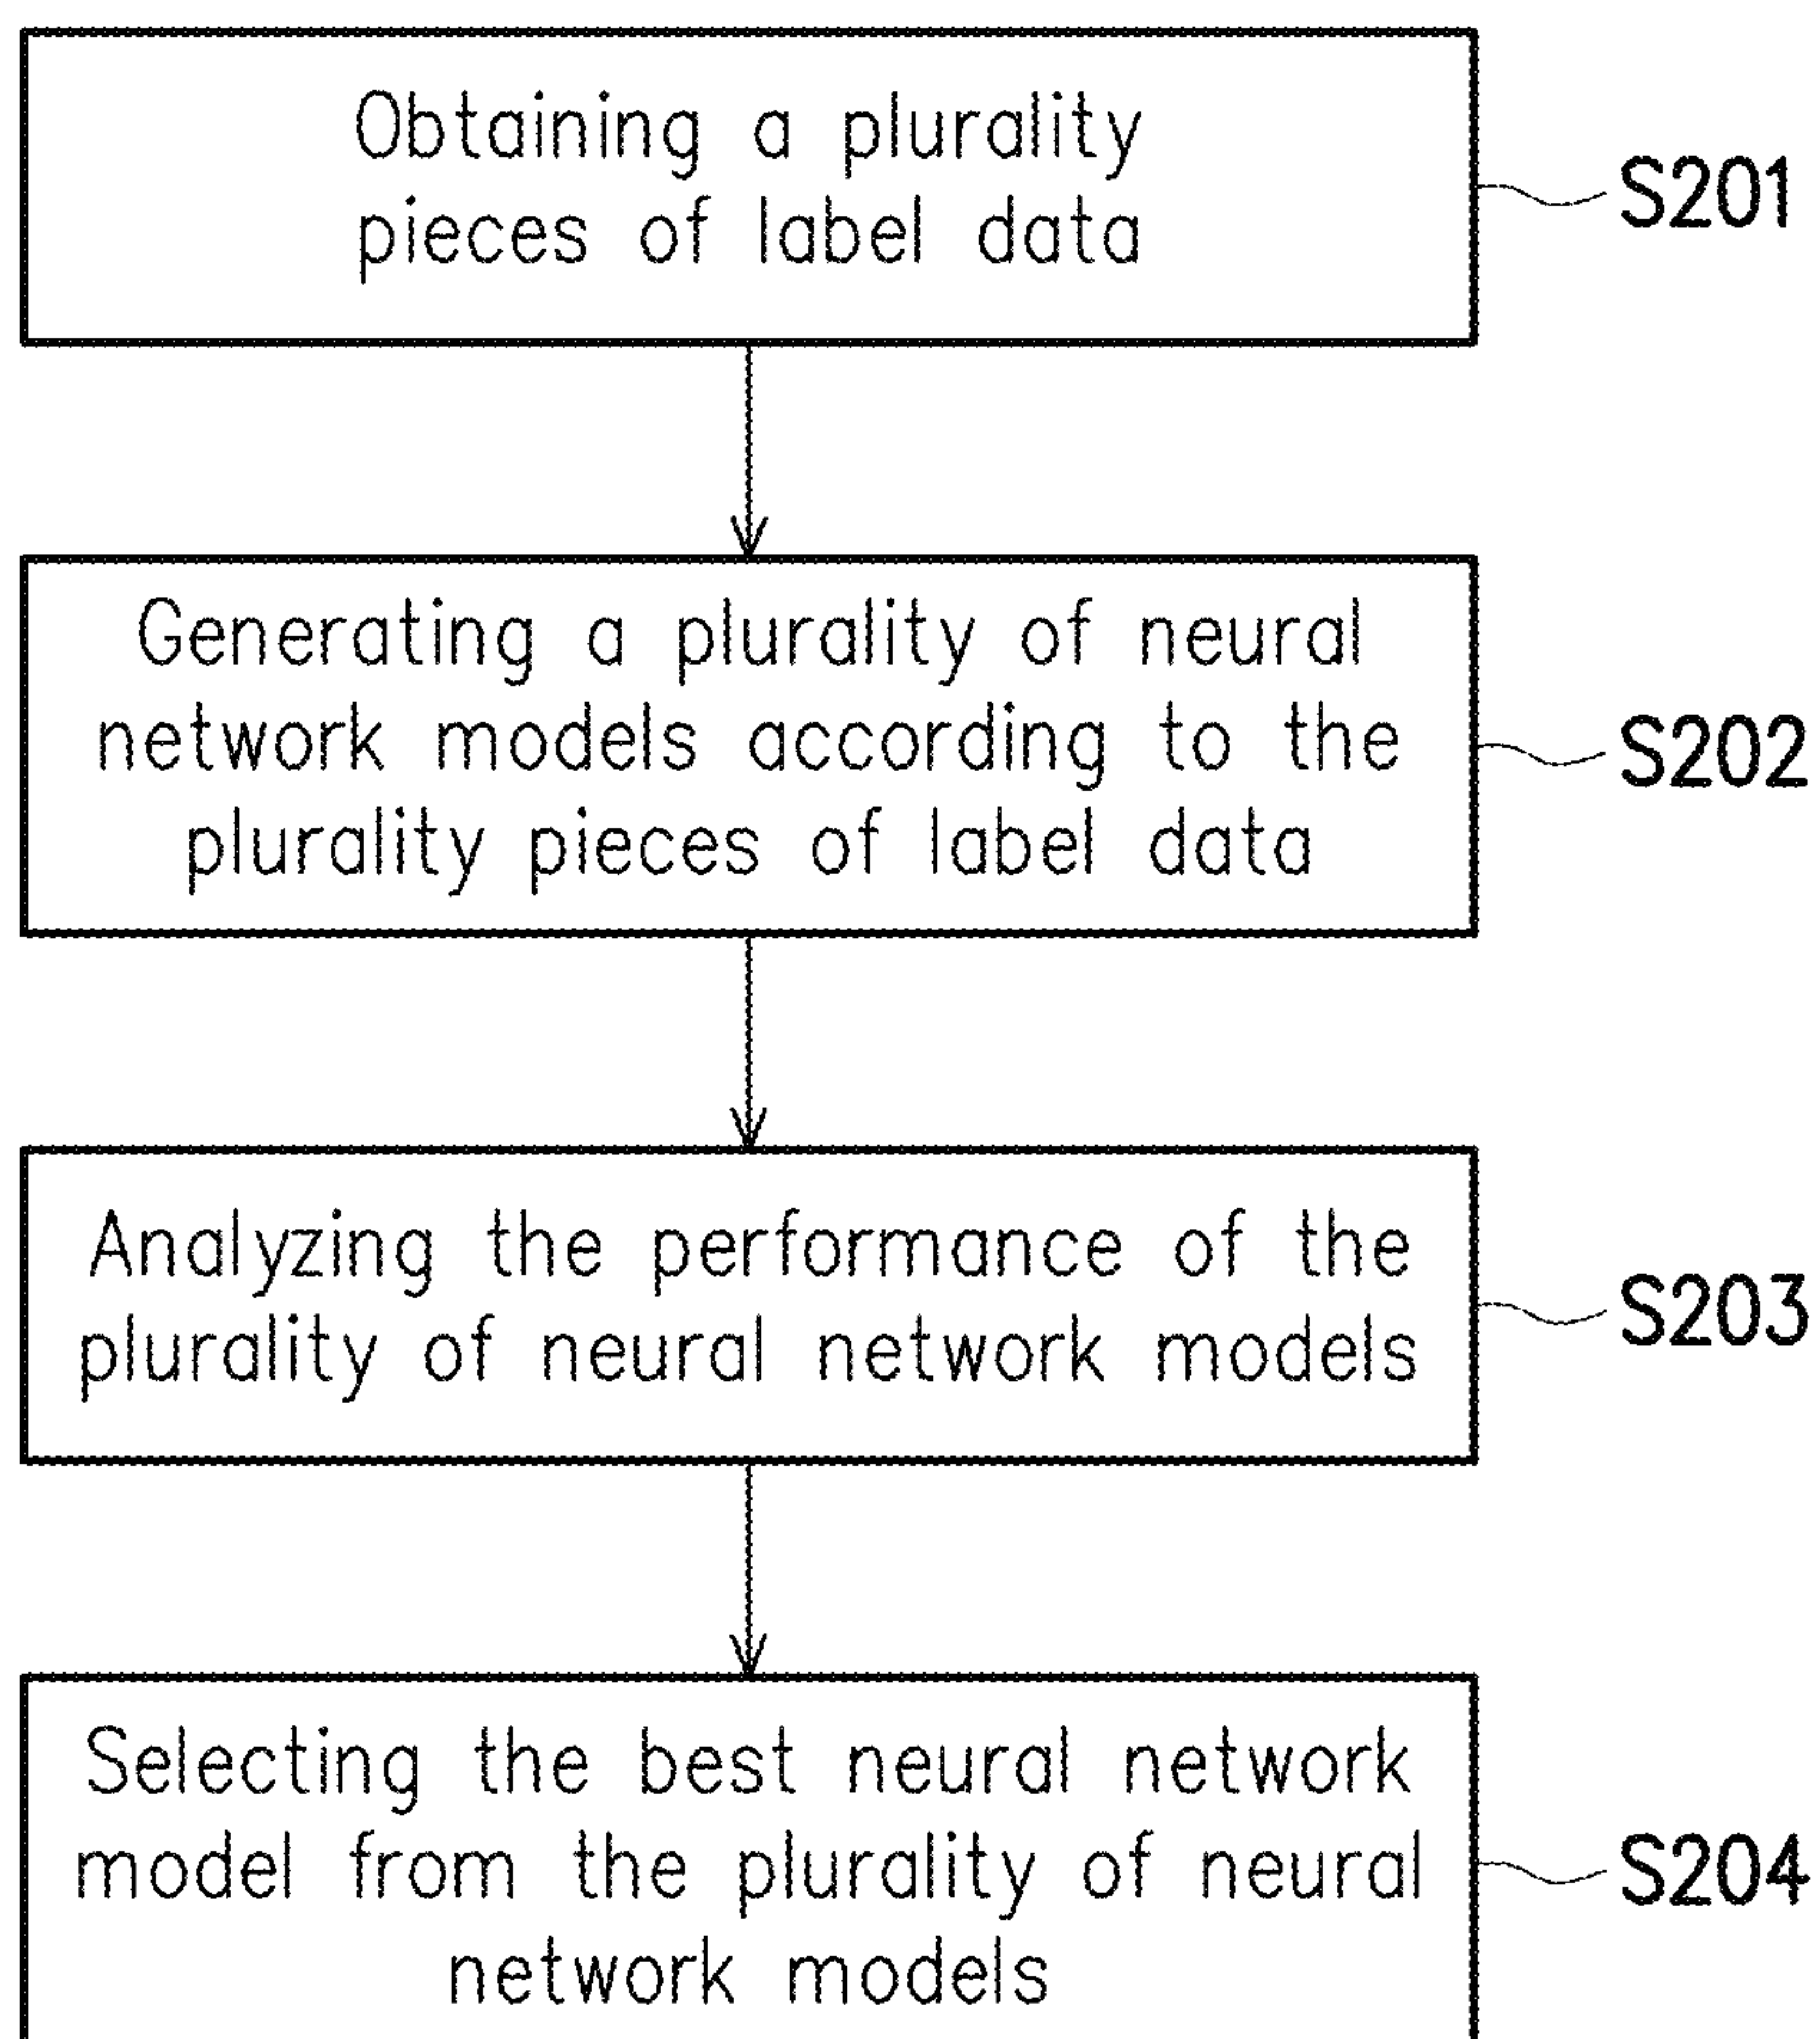 Obtaining a plurality
pieces of label data
S201
Generating a plurality of neural
network models according to the
plurality pieces of label data
S202
Analyzing the performance of the
plurality of neural network models
S203
Selecting the best neural network
model from the plurality of neural
network models
S204